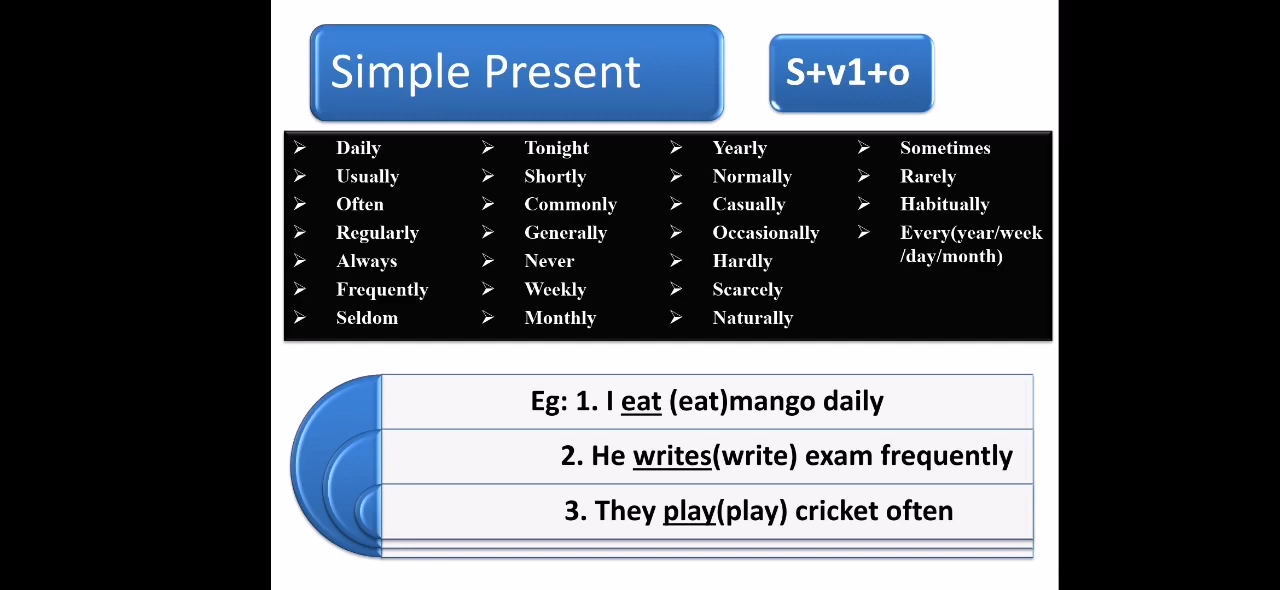 Simple Present
S+v1+o
Daily
Usually
Often
Regularly
Always
Frequently
Seldom
Tonight
Shortly
Commonly
Generally
Never
Weekly
Monthly
Yearly
Normally
Casually
Occasionally
Hardly
Scarcely
Naturally
Sometimes
Rarely
Habitually
Every(year/week
/day/month)
Eg: 1. I eat (eat)mango daily
2. He writes(write) exam frequently
3. They play(play) cricket often